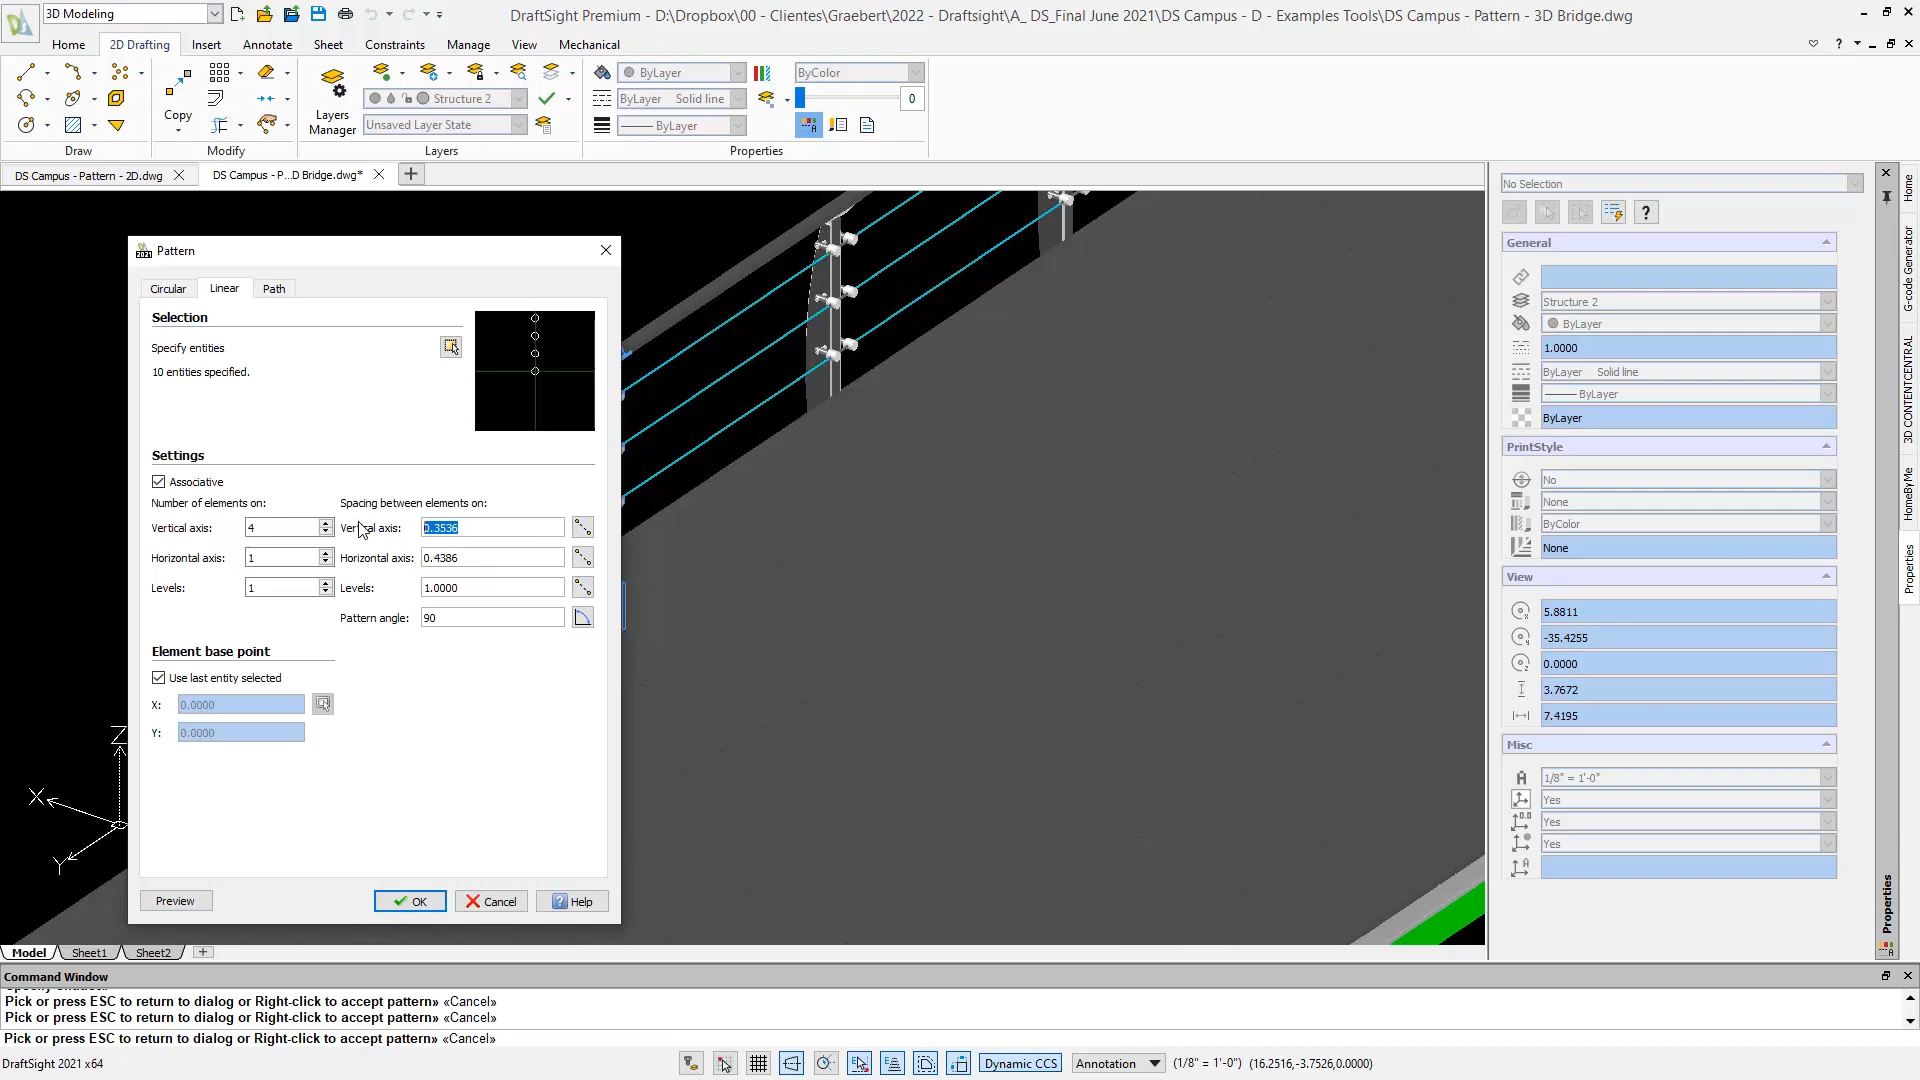 3D Modeling
DraftSight Premium - D:\Dropbox\00 - Clientes\Graebert\2022 - Draftsight\A_ DS_Final June 2021\DS Campus - D - Examples Tools\DS Campus - Pattern - 3D Bridge.dwg
Home 2D Drafting Insert Annotate Sheet Constraints Manage View Mechanical
Copy
Layers
Manager
Structure 2
Unsaved Layer State
ByLayer
ByLayer Solid line
ByLayer
ByColor
0
Draw Modify Layers Properties
DS Campus - Pattern - 2D.dwg
DS Campus - P...D Bridge.dwg*
Pattern
Circular Linear Path
Selection
Specify entities
10 entities specified.
Settings
Associative
Number of elements on: Spacing between elements on:
Vertical axis: 4 Vertical axis: 0.3536
Horizontal axis: 1 Horizontal axis: 0.4386
Levels: 1 Levels: 1.0000
Pattern angle: 90
Element base point
Use last entity selected
X: 0.0000
Y: 0.0000
Preview OK Cancel Help
Z
X
Y
No Selection
General
Structure 2
ByLayer
1.0000
ByLayer Solid line
ByLayer
ByLayer
PrintStyle
No
None
ByColor
None
View
5.8811
-35.4255
0.0000
3.7672
7.4195
Misc
1/8" = 1'-0"
Yes
Yes
Yes
Home
G-code Generator
3D CONTENTCENTRAL
HomeByMe
Properties
Properties
Model Sheet1 Sheet2
Command Window
Pick or press ESC to return to dialog or Right-click to accept pattern» «Cancel»
Pick or press ESC to return to dialog or Right-click to accept pattern» «Cancel»
Pick or press ESC to return to dialog or Right-click to accept pattern» «Cancel»
DraftSight 2021 x64
Dynamic CCS Annotation (1/8" = 1'-0") (16.2516,-3.7526,0.0000)